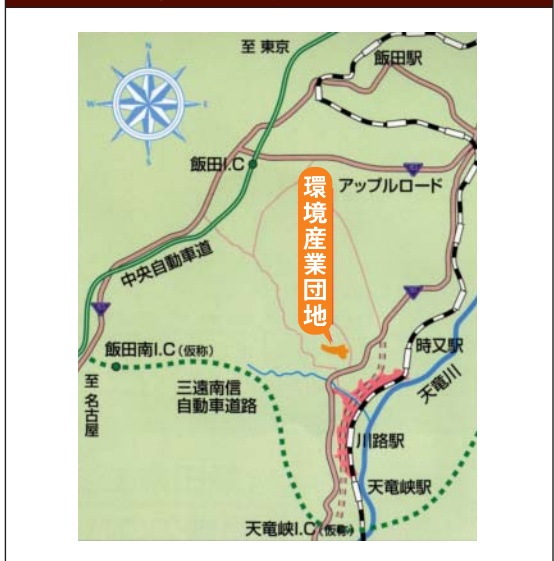 至 東京
飯田駅
N
W
E
S
飯田I.C
アップルロード
環境産業団地
中央自動車道
飯田南I.C(仮称)
時又駅
天竜川
至 名古屋
三遠南信
自動車道路
川路駅
天竜峡駅
天竜峡I.C(仮称)